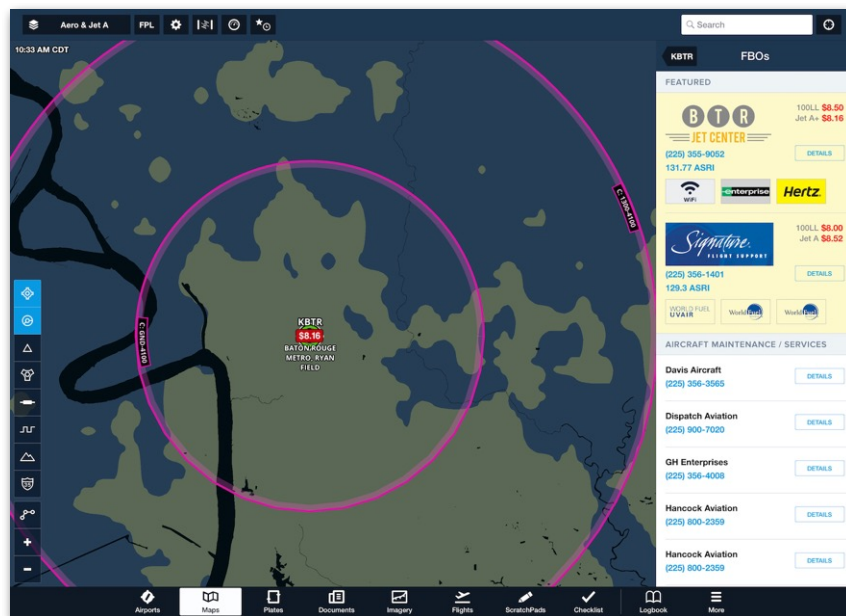 Aero & Jet A
FPL
Search
10:33 AM CDT
KBTR
FBOs
FEATURED
BTR
JET CENTER
100LL $8.50
Jet A+ $8.16
(225) 355-9052
131.77 ASRI
DETAILS
WiFi
enterprise
Hertz.
Signature
FLIGHT SUPPORT
100LL $8.00
Jet A $8.52
(225) 356-1401
129.3 ASRI
DETAILS
WORLD FUEL
UVAIR
WorldFuel
WorldFuel
AIRCRAFT MAINTENANCE / SERVICES
Davis Aircraft
(225) 356-3565
DETAILS
Dispatch Aviation
(225) 900-7020
DETAILS
GH Enterprises
(225) 356-4008
DETAILS
Hancock Aviation
(225) 800-2359
DETAILS
Hancock Aviation
(225) 800-2359
DETAILS
C: 1300-4100
C: GND-4100
KBTR
$8.16
BATON ROUGE
METRO, RYAN
FIELD
Airports
Maps
Plates
Documents
Imagery
Flights
ScratchPads
Checklist
Logbook
More